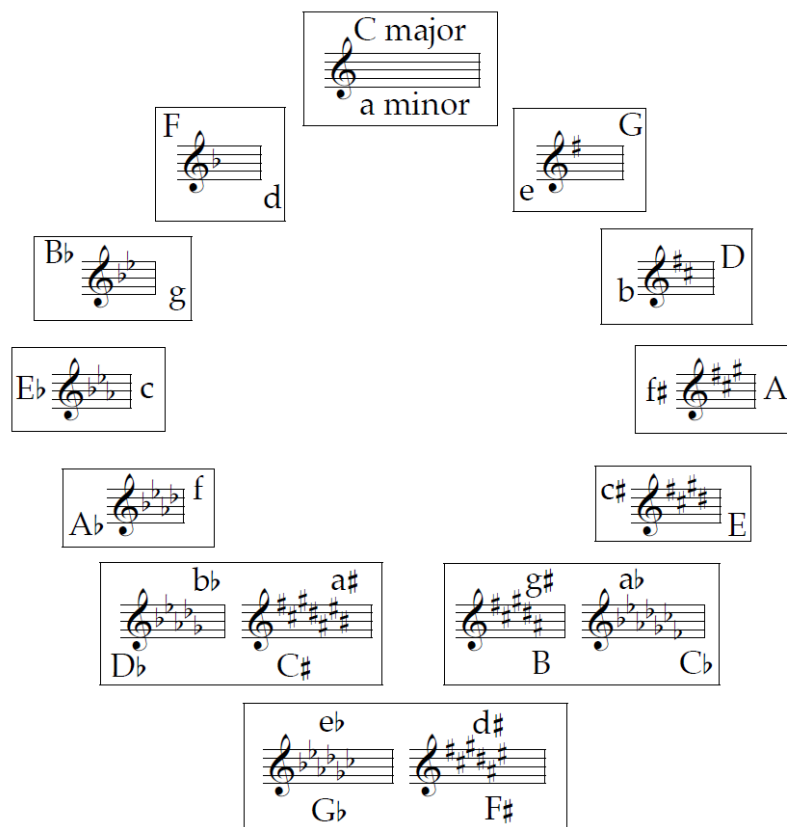 C major
a minor
F
d
G
e
B♭
g
D
b
E♭
c
f♯
A
A♭
f
c♯
E
b♭
a♯
D♭
C♯
g♯
a♭
B
C♭
e♭
d♯
G♭
F♯